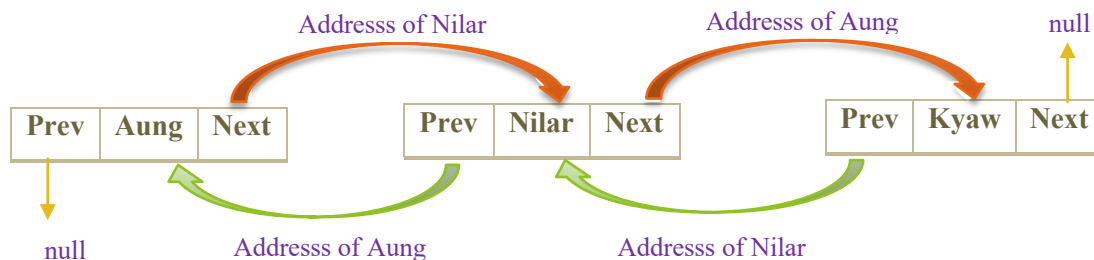 Addresss of Nilar
Addresss of Aung
null
Prev Aung Next
Prev Nilar Next
Prev Kyaw Next
null
Addresss of Aung
Addresss of Nilar